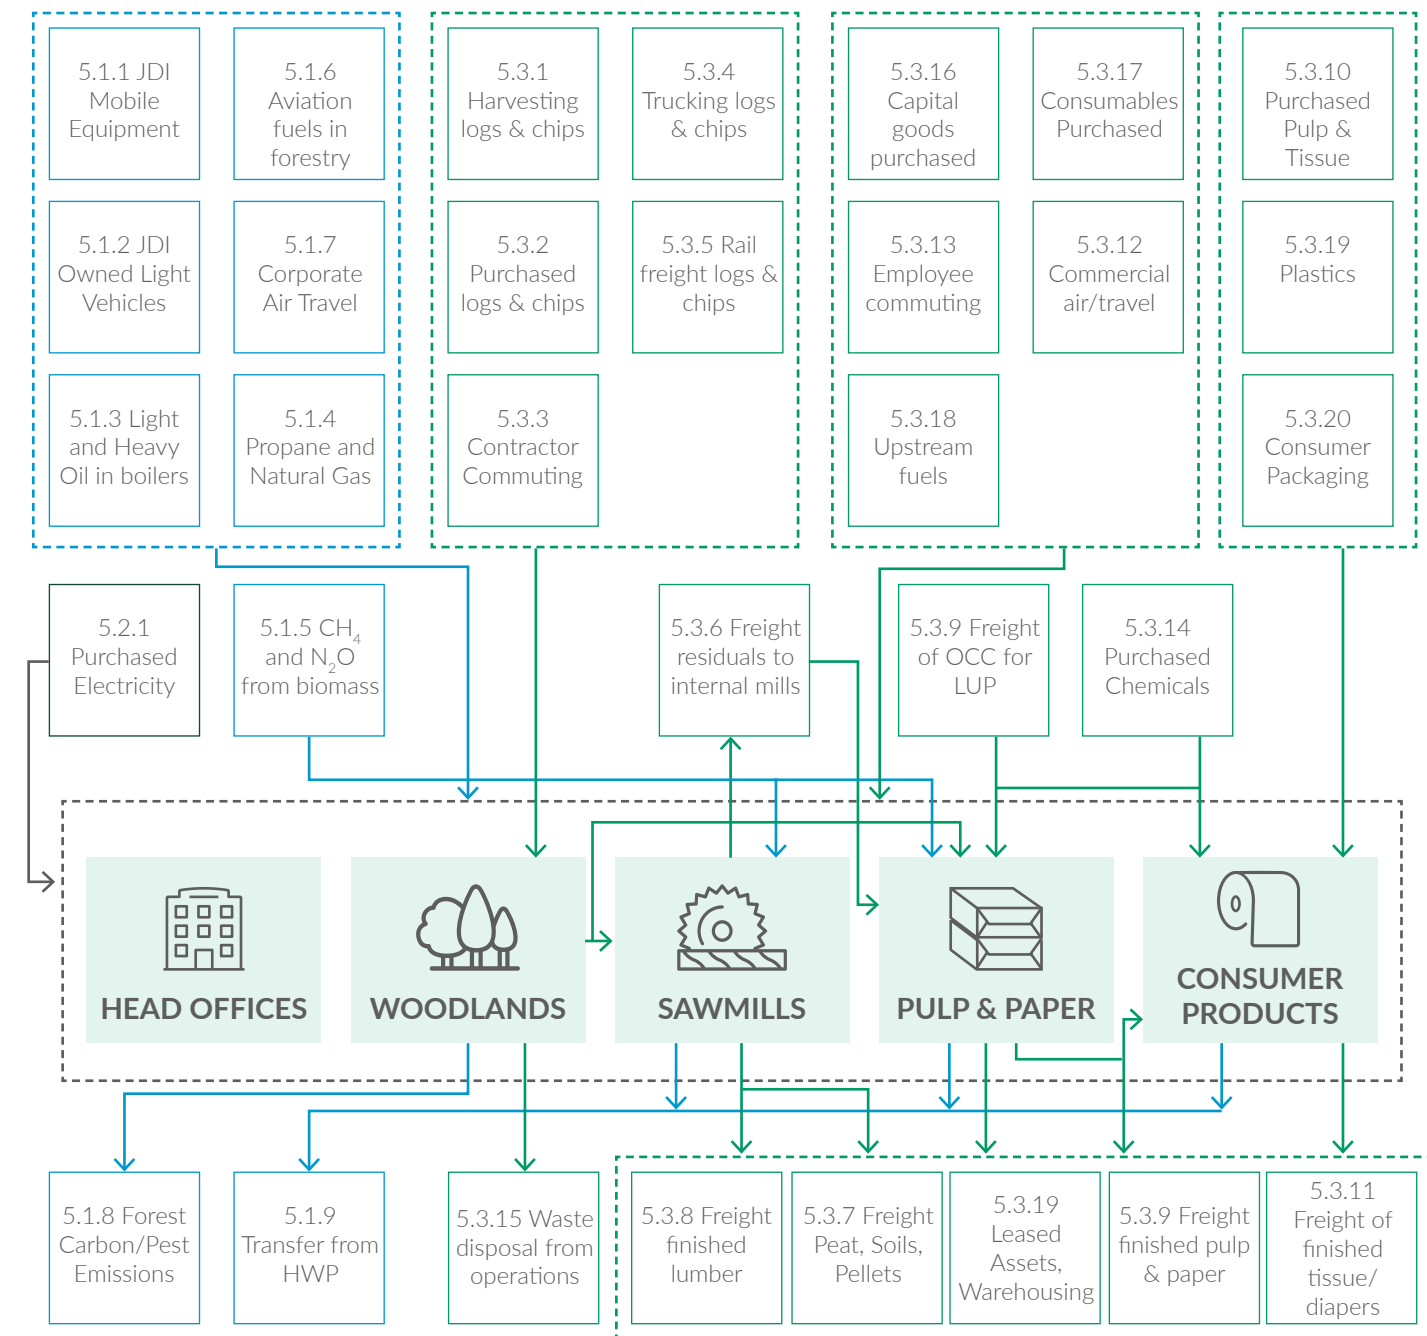 5.1.1 JDI
Mobile
Equipment
5.1.6
Aviation
fuels in
forestry
5.1.2 JDI
Owned Light
Vehicles
5.1.7
Corporate
Air Travel
5.1.3 Light
and Heavy
Oil in boilers
5.1.4
Propane and
Natural Gas
5.3.1
Harvesting
logs & chips
5.3.4
Trucking logs
& chips
5.3.2
Purchased
logs & chips
5.3.5 Rail
freight logs &
chips
5.3.3
Contractor
Commuting
5.3.16
Capital
goods
purchased
5.3.17
Consumables
Purchased
5.3.13
Employee
commuting
5.3.12
Commercial
air/travel
5.3.18
Upstream
fuels
5.3.10
Purchased
Pulp &
Tissue
5.3.19
Plastics
5.3.20
Consumer
Packaging
5.2.1
Purchased
Electricity
5.1.5 CH4
and N2O
from biomass
5.3.6 Freight
residuals to
internal mills
5.3.9 Freight
of OCC for
LUP
5.3.14
Purchased
Chemicals
HEAD OFFICES
WOODLANDS
SAWMILLS
PULP & PAPER
CONSUMER
PRODUCTS
5.1.8 Forest
Carbon/Pest
Emissions
5.1.9
Transfer from
HWP
5.3.15 Waste
disposal from
operations
5.3.8 Freight
finished
lumber
5.3.7 Freight
Peat, Soils,
Pellets
5.3.19
Leased
Assets,
Warehousing
5.3.9 Freight
finished pulp
& paper
5.3.11
Freight of
finished
tissue/
diapers